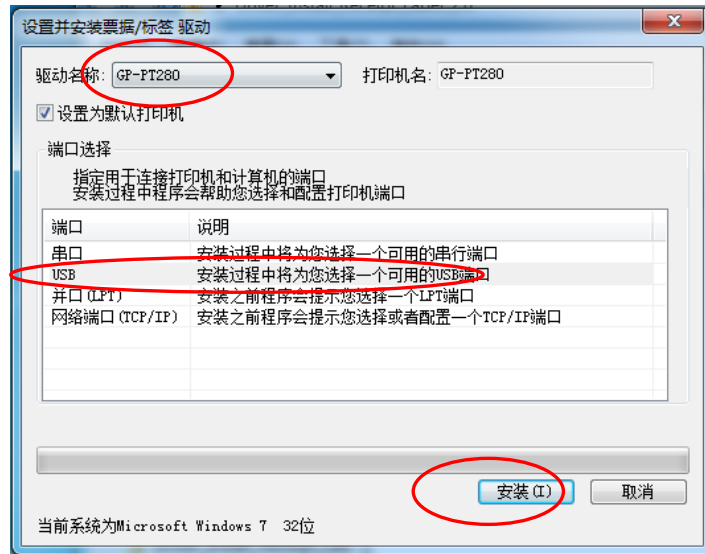 设置并安装票据/标签 驱动
驱动名称: GP-PT280 打印机名: GP-PT280
设置为默认打印机
端口选择
指定用于连接打印机和计算机的端口
安装过程中程序会帮助您选择和配置打印机端口
端口 说明
串口 安装过程中将为您选择一个可用的串行端口
USB 安装过程中将为您选择一个可用的USB端口
并口(LPT) 安装之前程序会提示您选择一个LPT端口
网络端口(TCP/IP) 安装之前程序会提示您选择或者配置一个TCP/IP端口
安装(I) 取消
当前系统为Microsoft Windows 7 32位